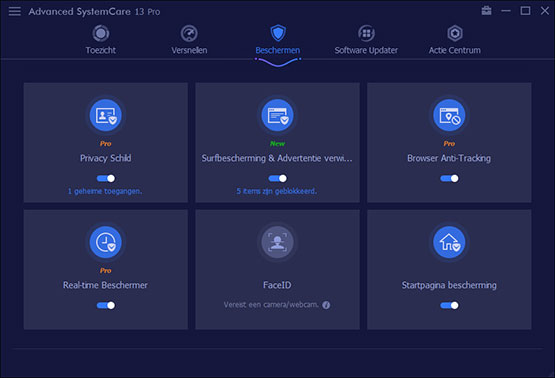 Advanced SystemCare 13 Pro
Toezicht
Versnellen
Beschermen
Software Updater
Actie Centrum
Pro
Privacy Schild
1 geheime toegangen.
New
Surfbescherming & Advertentie verwi...
5 items zijn geblokkeerd.
Pro
Browser Anti-Tracking
Pro
Real-time Beschermer
FaceID
Vereist een camera/webcam.
Startpagina bescherming